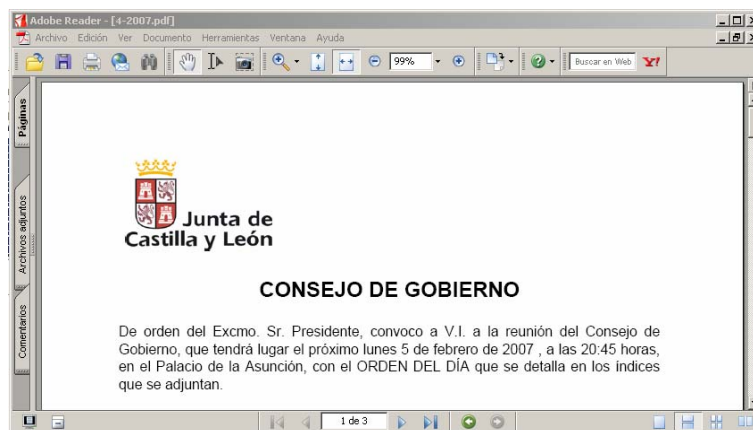 Adobe Reader - [4-2007.pdf]
Archivo Edición Ver Documento Herramientas Ventana Ayuda
99%
Buscar en Web
Y!
Páginas
Archivos adjuntos
Comentarios
Junta de
Castilla y León
CONSEJO DE GOBIERNO
De orden del Excmo. Sr. Presidente, convoco a V.I. a la reunión del Consejo de
Gobierno, que tendrá lugar el próximo lunes 5 de febrero de 2007 , a las 20:45 horas,
en el Palacio de la Asunción, con el ORDEN DEL DÍA que se detalla en los índices
que se adjuntan.
1 de 3